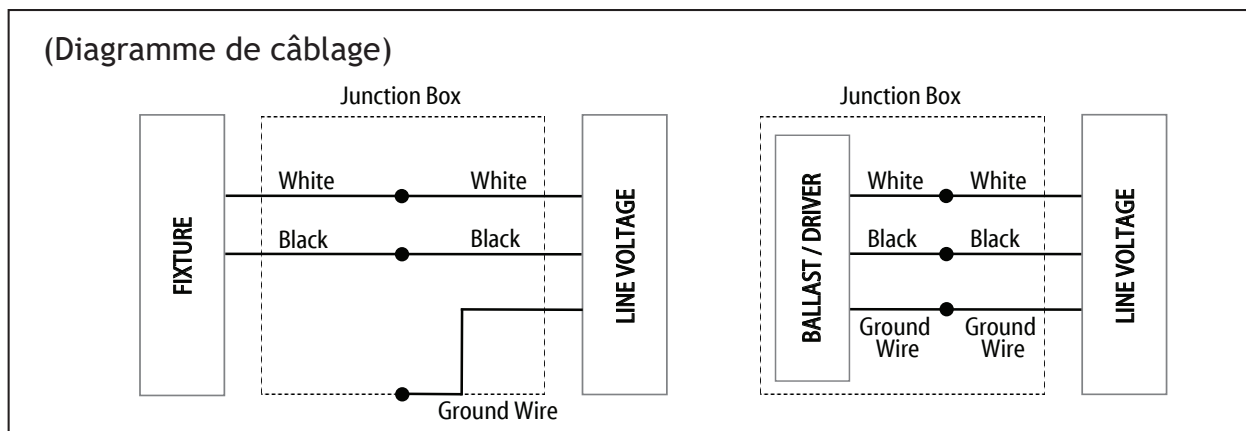 (Diagramme de câblage)
Junction Box
FIXTURE
White
White
Black
Black
Ground Wire
LINE VOLTAGE
Junction Box
BALLAST / DRIVER
White
White
Black
Black
Ground
Wire
Ground
Wire
LINE VOLTAGE